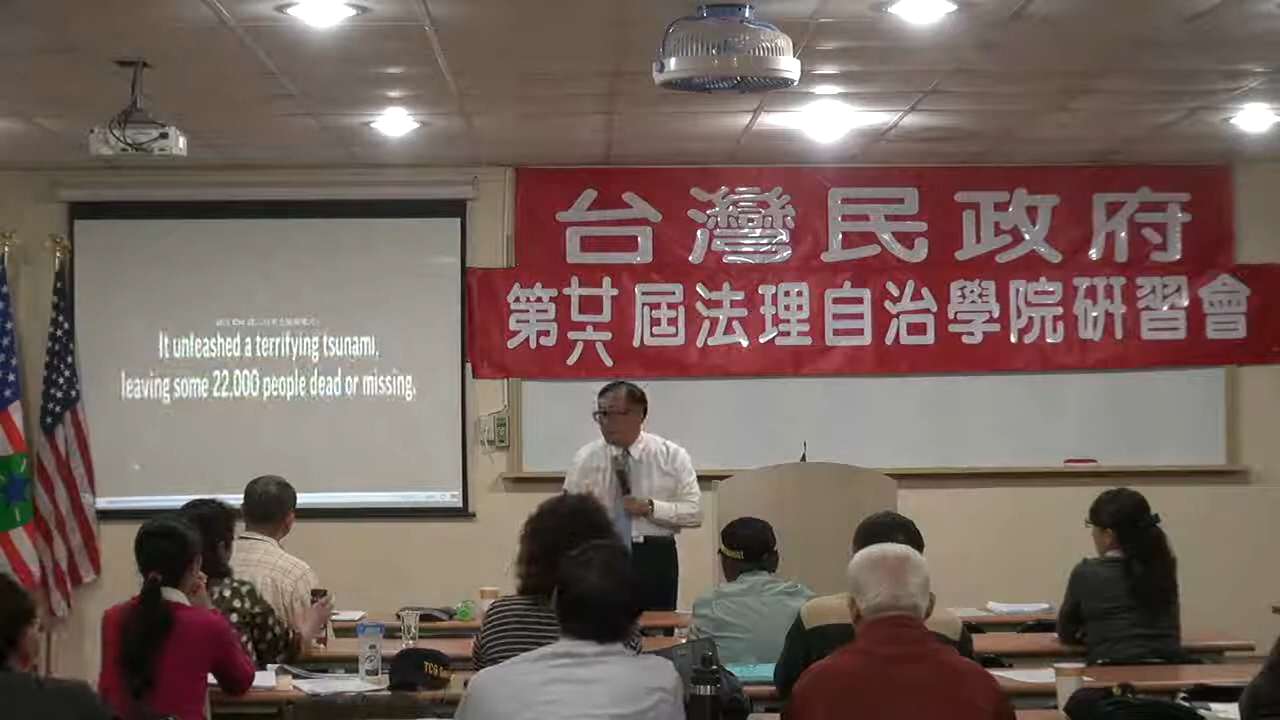 台灣民政府
第廿六屆法理自治學院研習會
It unleashed a terrifying tsunami,
leaving some 22,000 people dead or missing.
TCG